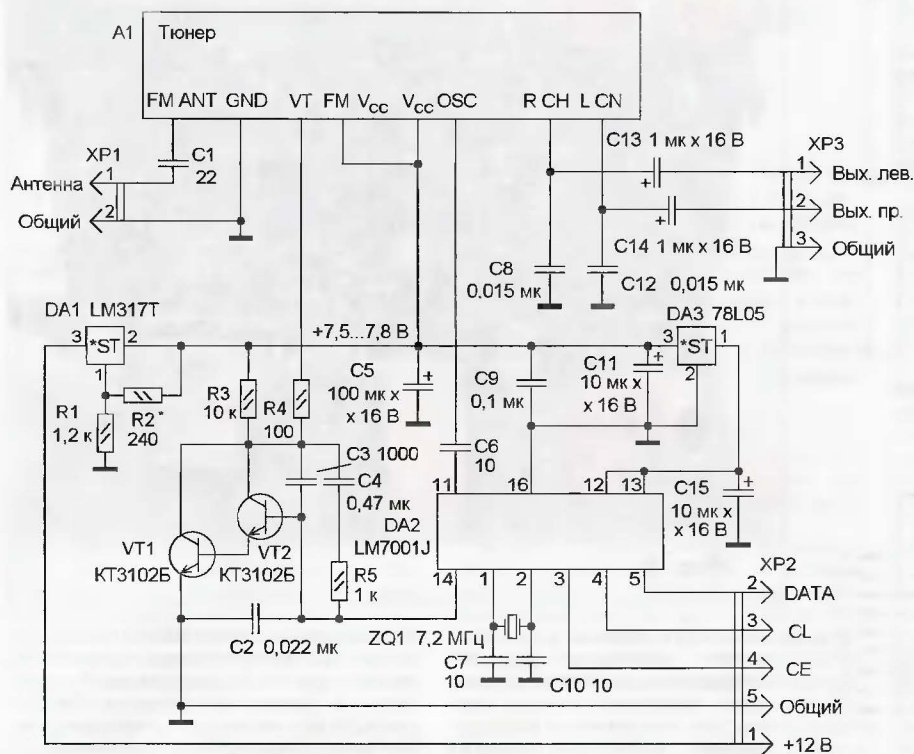 A1 Тюнер
FM ANT GND VT FM Vcc Vcc OSC R CH L CN
C13 1 мк x 16 В
XP1
1
C1
22
Антенна
2
Общий
XP3
1
Вых. лев.
2
Вых. пр.
3
Общий
C14 1 мк x 16 В
C8
0,015 мк
C12 0,015 мк
DA1 LM317T
3 *ST 2
1
+7,5...7,8 В
DA3 78L05
3 *ST 1
2
R1
1,2 к
R2*
240
R3
10 к
R4
100
C5
100 мк x
x 16 В
C9
0,1 мк
C11
10 мк x
x 16 В
C3 1000
C4
0,47 мк
C6
10
11 16 12 13
C15
10 мк x
x 16 В
DA2
LM7001J
14 1 2 3 4 5
VT1
КТ3102Б
VT2
КТ3102Б
R5
1 к
C2 0,022 мк
ZQ1 7,2 МГц
C7
10
C10 10
XP2
2
DATA
3
CL
4
CE
5
Общий
1
+12 В